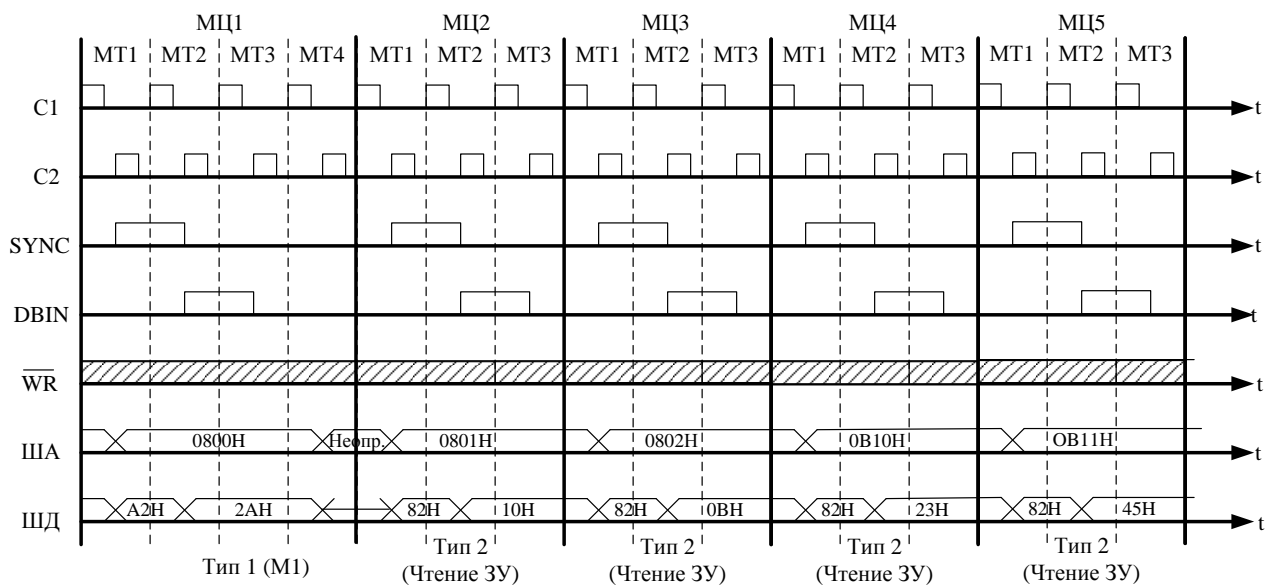 МЦ1 МЦ2 МЦ3 МЦ4 МЦ5
МТ1 МТ2 МТ3 МТ4 МТ1 МТ2 МТ3 МТ1 МТ2 МТ3 МТ1 МТ2 МТ3 МТ1 МТ2 МТ3
C1 t
C2 t
SYNC t
DBIN t
WR t
ША 0800H Неопр. 0801H 0802H 0B10H OB11H t
ШД A2H 2AH 82H 10H 82H 0BH 82H 23H 82H 45H t
Тип 1 (М1)
Тип 2
(Чтение ЗУ)
Тип 2
(Чтение ЗУ)
Тип 2
(Чтение ЗУ)
Тип 2
(Чтение ЗУ)